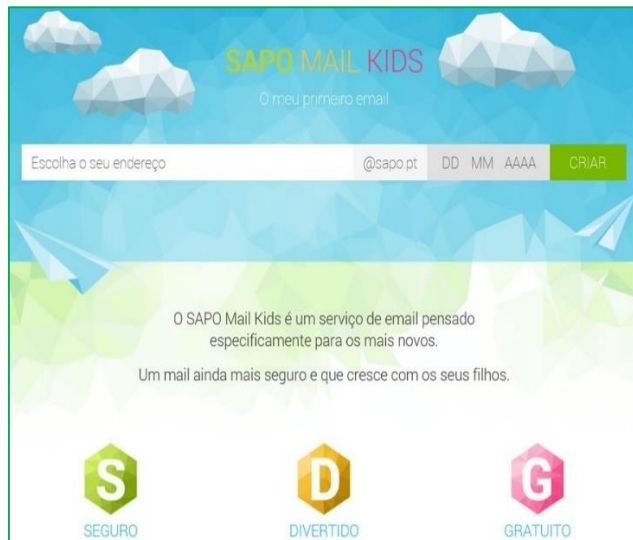 SAPO MAIL KIDS
O meu primeiro email
Escolha o seu endereço @sapo.pt DD MM AAAA CRIAR
O SAPO Mail Kids é um serviço de email pensado
especificamente para os mais novos.
Um mail ainda mais seguro e que cresce com os seus filhos.
S D G
SEGURO DIVERTIDO GRATUITO